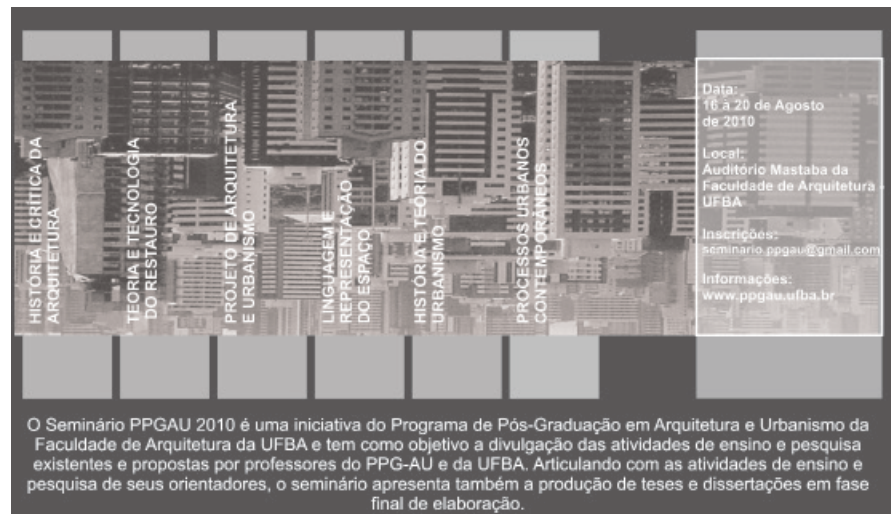 HISTÓRIA E CRÍTICA DA
ARQUITETURA
TEORIA E TECNOLOGIA
DO RESTAURO
PROJETO DE ARQUITETURA
E URBANISMO
LINGUAGEM E
REPRESENTAÇÃO
DO ESPAÇO
HISTÓRIA E TEORIA DO
URBANISMO
PROCESSOS URBANOS
CONTEMPORÂNEOS
Data:
16 à 20 de Agosto
de 2010
Local:
Auditório Mastaba da
Faculdade de Arquitetura -
UFBA
Inscrições:
seminario.ppgau@gmail.com
Informações:
www.ppgau.ufba.br
O Seminário PPGAU 2010 é uma iniciativa do Programa de Pós-Graduação em Arquitetura e Urbanismo da
Faculdade de Arquitetura da UFBA e tem como objetivo a divulgação das atividades de ensino e pesquisa
existentes e propostas por professores do PPG-AU e da UFBA. Articulando com as atividades de ensino e
pesquisa de seus orientadores, o seminário apresenta também a produção de teses e dissertações em fase
final de elaboração.